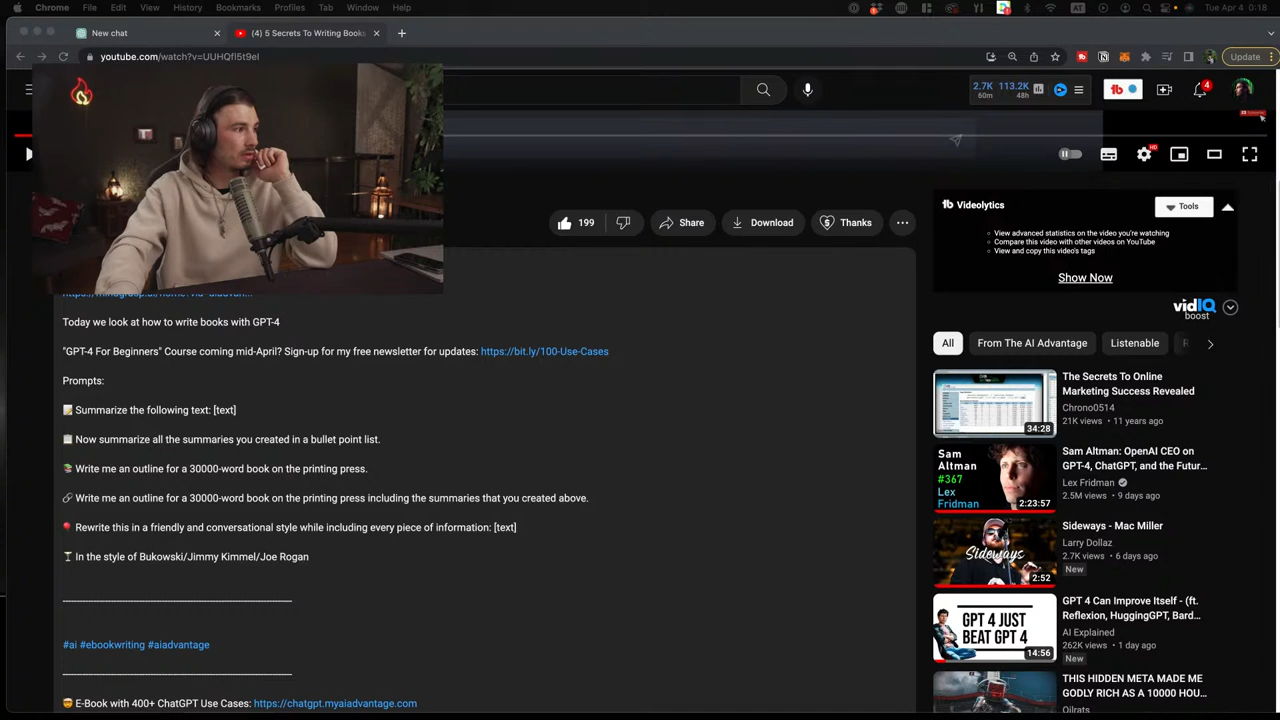 Chrome File Edit View History Bookmarks Profiles Tab Window Help
Tue Apr 4 0:18
New chat
(4) 5 Secrets To Writing Books
youtube.com/watch?v=UUHQfI5t9eI
Update
2.7K 113.2K
60m 48h
4
HD
199
Share
Download
Thanks
Today we look at how to write books with GPT-4
"GPT-4 For Beginners" Course coming mid-April? Sign-up for my free newsletter for updates: https://bit.ly/100-Use-Cases
Prompts:
Summarize the following text: [text]
Now summarize all the summaries you created in a bullet point list.
Write me an outline for a 30000-word book on the printing press.
Write me an outline for a 30000-word book on the printing press including the summaries that you created above.
Rewrite this in a friendly and conversational style while including every piece of information: [text]
In the style of Bukowski/Jimmy Kimmel/Joe Rogan
#ai #ebookwriting #aiadvantage
E-Book with 400+ ChatGPT Use Cases: https://chatgpt.myaiadvantage.com
Videolytics
Tools
View advanced statistics on the video you're watching
Compare this video with other videos on YouTube
View and copy this video's tags
Show Now
vidIQ
boost
All
From The AI Advantage
Listenable
The Secrets To Online
Marketing Success Revealed
Chrono0514
21K views • 11 years ago
34:28
Sam Altman: OpenAI CEO on
GPT-4, ChatGPT, and the Futur...
Lex Fridman
2.5M views • 9 days ago
Sam
Altman
#367
Lex
Fridman
2:23:57
Sideways - Mac Miller
Larry Dollaz
2.7K views • 6 days ago
New
Sideways
2:52
GPT 4 Can Improve Itself - (ft.
Reflexion, HuggingGPT, Bard...
AI Explained
262K views • 1 day ago
New
GPT 4 JUST
BEAT GPT 4
14:56
THIS HIDDEN META MADE ME
GODLY RICH AS A 10000 HOU...
Oilrats